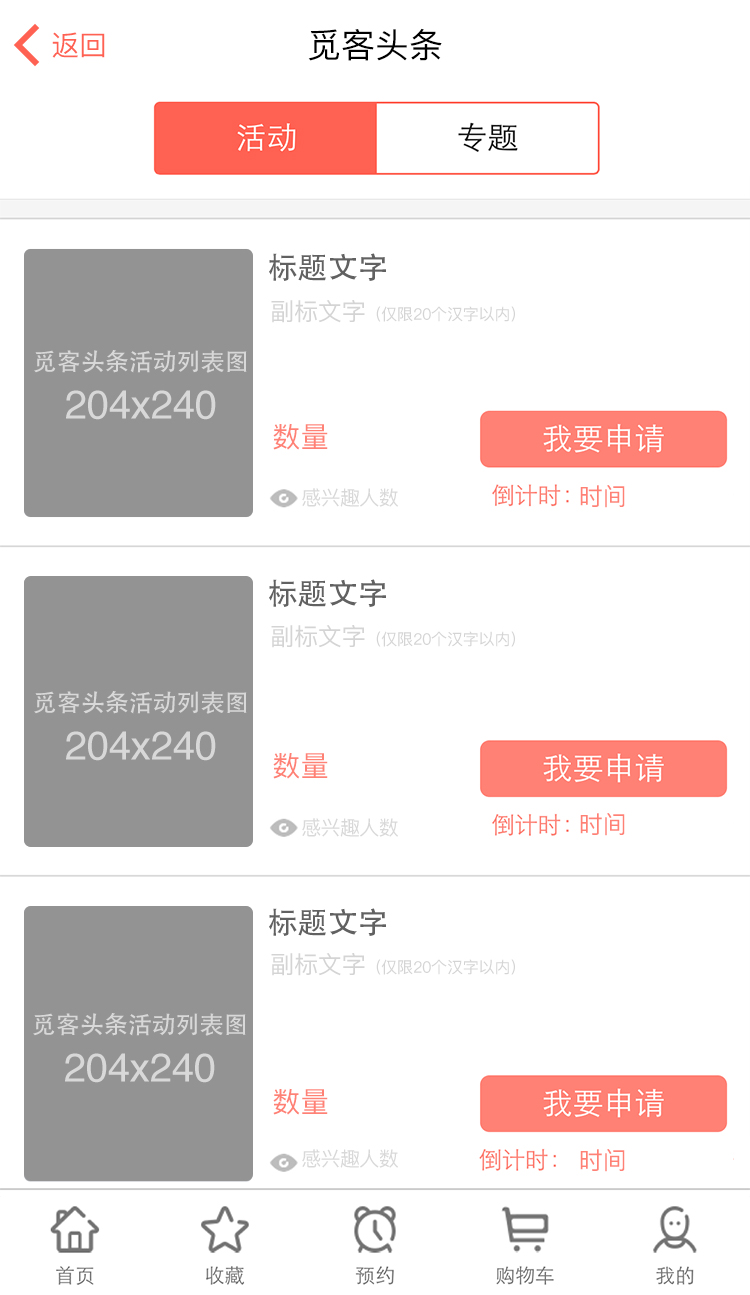 返回
觅客头条
活动
专题
标题文字
副标文字 (仅限20个汉字以内)
觅客头条活动列表图
204x240
数量
我要申请
感兴趣人数
倒计时：时间
标题文字
副标文字 (仅限20个汉字以内)
觅客头条活动列表图
204x240
数量
我要申请
感兴趣人数
倒计时：时间
标题文字
副标文字 (仅限20个汉字以内)
觅客头条活动列表图
204x240
数量
我要申请
感兴趣人数
倒计时： 时间
首页
收藏
预约
购物车
我的